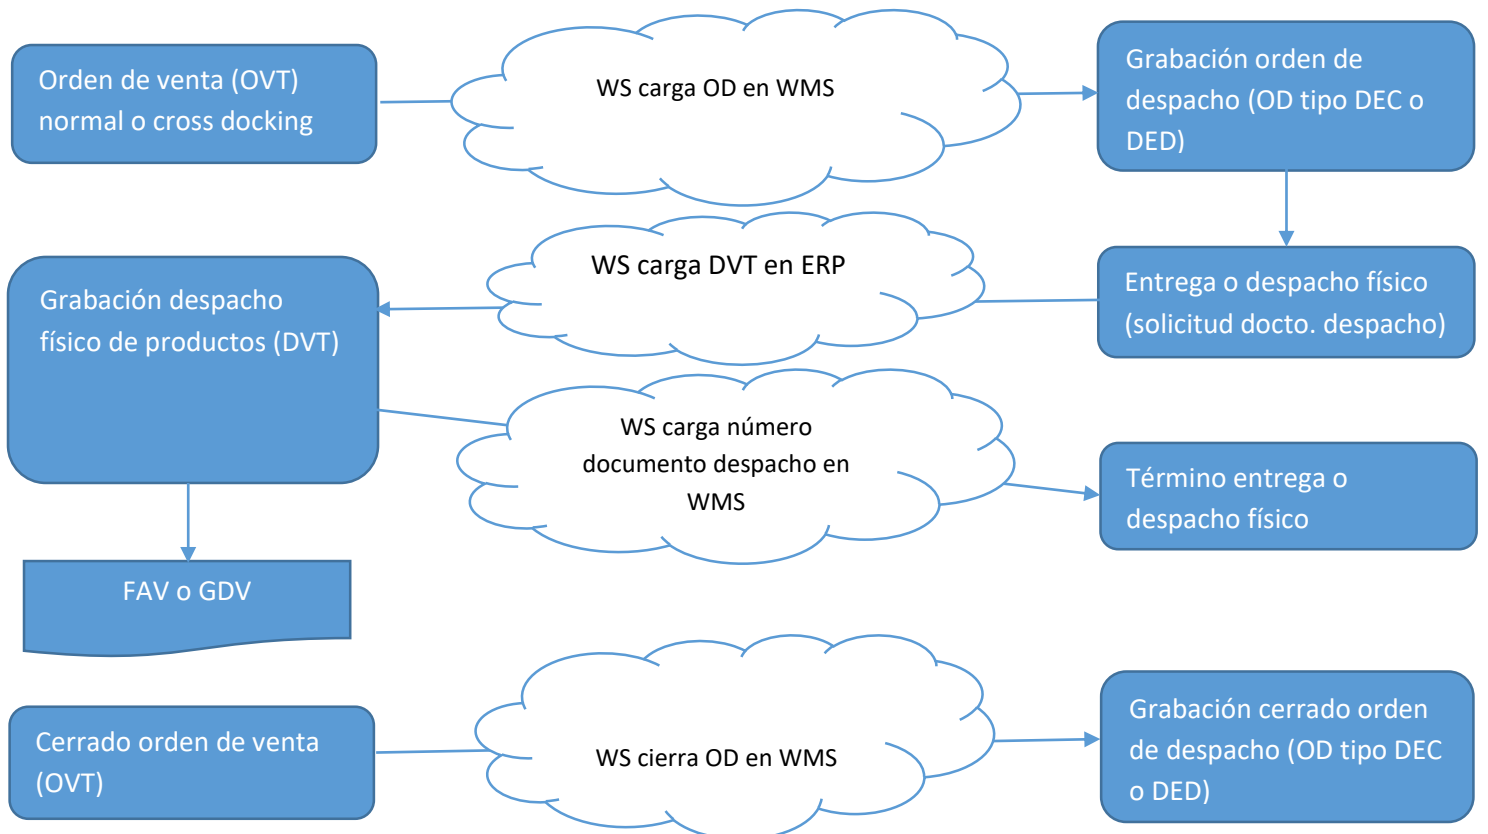 Orden de venta (OVT)
normal o cross docking
WS carga OD en WMS
Grabación orden de
despacho (OD tipo DEC o
DED)
Grabación despacho
físico de productos (DVT)
WS carga DVT en ERP
Entrega o despacho físico
(solicitud docto. despacho)
WS carga número
documento despacho en
WMS
Término entrega o
despacho físico
FAV o GDV
Cerrado orden de venta
(OVT)
WS cierra OD en WMS
Grabación cerrado orden
de despacho (OD tipo DEC
o DED)